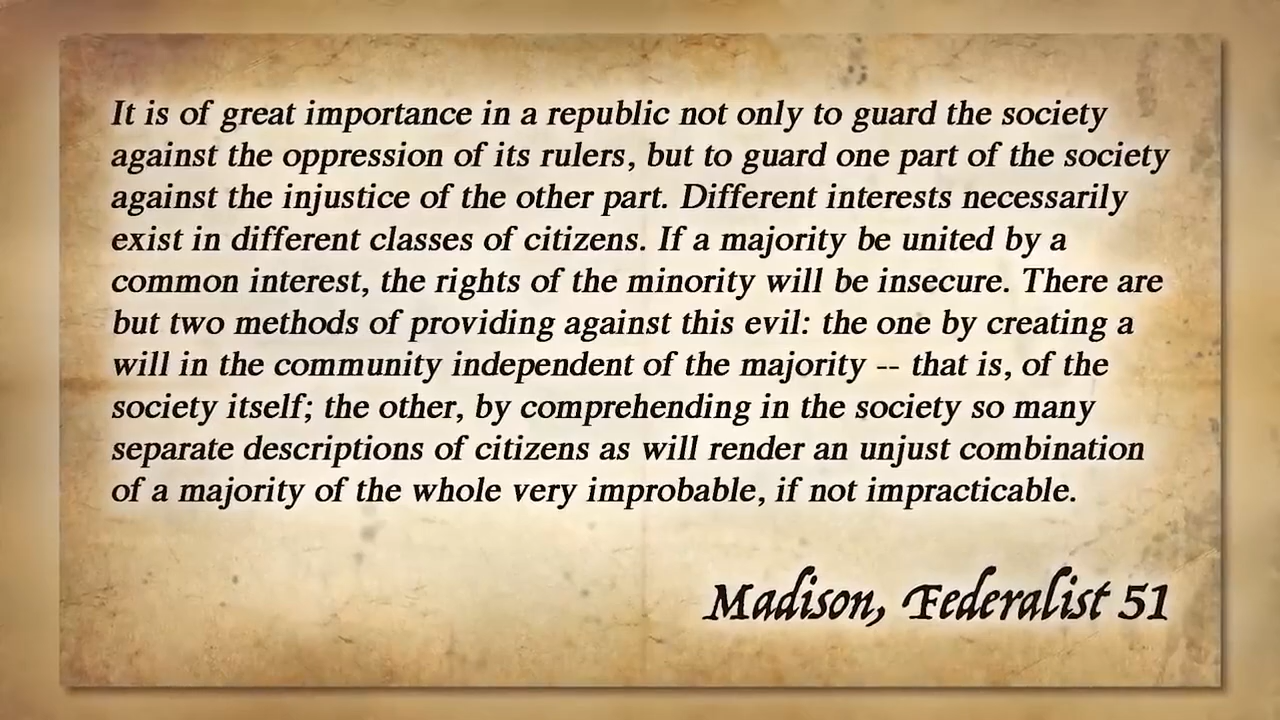 It is of great importance in a republic not only to guard the society
against the oppression of its rulers, but to guard one part of the society
against the injustice of the other part. Different interests necessarily
exist in different classes of citizens. If a majority be united by a
common interest, the rights of the minority will be insecure. There are
but two methods of providing against this evil: the one by creating a
will in the community independent of the majority -- that is, of the
society itself; the other, by comprehending in the society so many
separate descriptions of citizens as will render an unjust combination
of a majority of the whole very improbable, if not impracticable.
Madison, Federalist 51